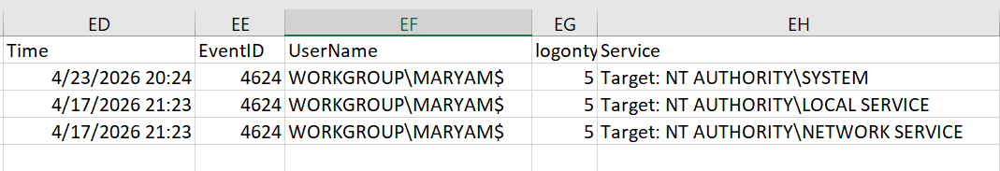 ED EE EF EG EH
Time EventID UserName logonty Service
4/23/2026 20:24 4624 WORKGROUP\MARYAM$ 5 Target: NT AUTHORITY\SYSTEM
4/17/2026 21:23 4624 WORKGROUP\MARYAM$ 5 Target: NT AUTHORITY\LOCAL SERVICE
4/17/2026 21:23 4624 WORKGROUP\MARYAM$ 5 Target: NT AUTHORITY\NETWORK SERVICE